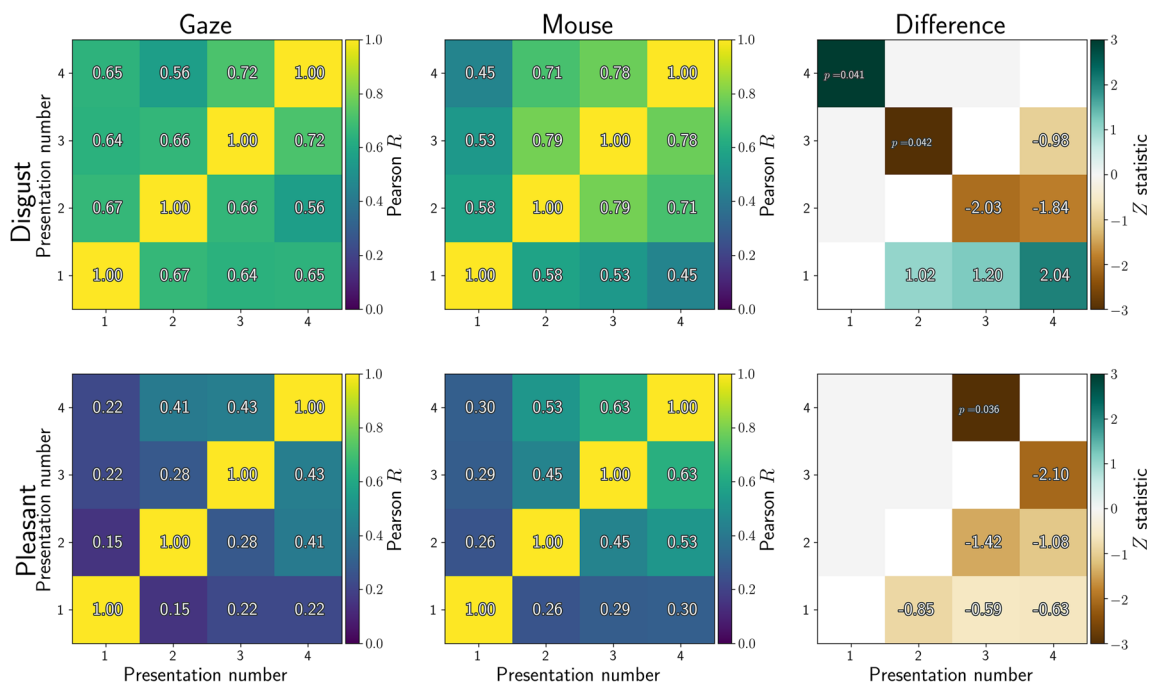 Gaze
Mouse
Difference
Disgust
Presentation number
4
3
2
1
0.65 0.56 0.72 1.00
0.64 0.66 1.00 0.72
0.67 1.00 0.66 0.56
1.00 0.67 0.64 0.65
1 2 3 4
1.0
0.8
0.6
0.4
0.2
0.0
Pearson R
4
3
2
1
0.45 0.71 0.78 1.00
0.53 0.79 1.00 0.78
0.58 1.00 0.79 0.71
1.00 0.58 0.53 0.45
1 2 3 4
1.0
0.8
0.6
0.4
0.2
0.0
Pearson R
4
3
2
1
p =0.041
p =0.042 -0.98
-2.03 -1.84
1.02 1.20 2.04
1 2 3 4
3
2
1
0
−1
−2
−3
Z statistic
Pleasant
Presentation number
4
3
2
1
0.22 0.41 0.43 1.00
0.22 0.28 1.00 0.43
0.15 1.00 0.28 0.41
1.00 0.15 0.22 0.22
1 2 3 4
Presentation number
1.0
0.8
0.6
0.4
0.2
0.0
Pearson R
4
3
2
1
0.30 0.53 0.63 1.00
0.29 0.45 1.00 0.63
0.26 1.00 0.45 0.53
1.00 0.26 0.29 0.30
1 2 3 4
Presentation number
1.0
0.8
0.6
0.4
0.2
0.0
Pearson R
4
3
2
1
p =0.036
-2.10
-1.42 -1.08
-0.85 -0.59 -0.63
1 2 3 4
Presentation number
3
2
1
0
−1
−2
−3
Z statistic